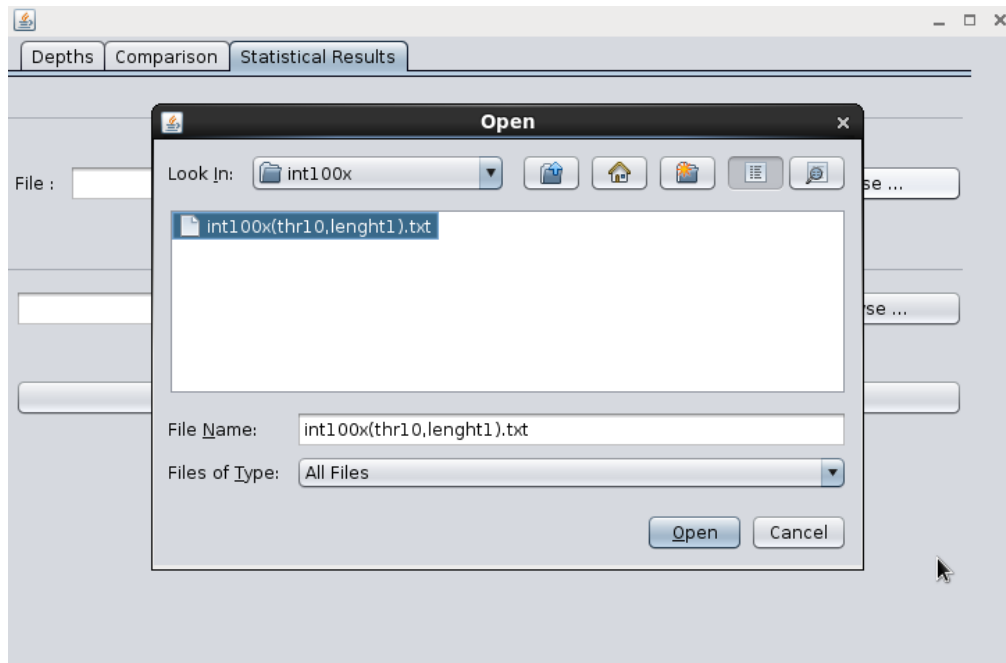 Depths Comparison Statistical Results
Open
Look In: int100x
File : se ...
int100x(thr10,lenght1).txt
se ...
File Name: int100x(thr10,lenght1).txt
Files of Type: All Files
Open Cancel